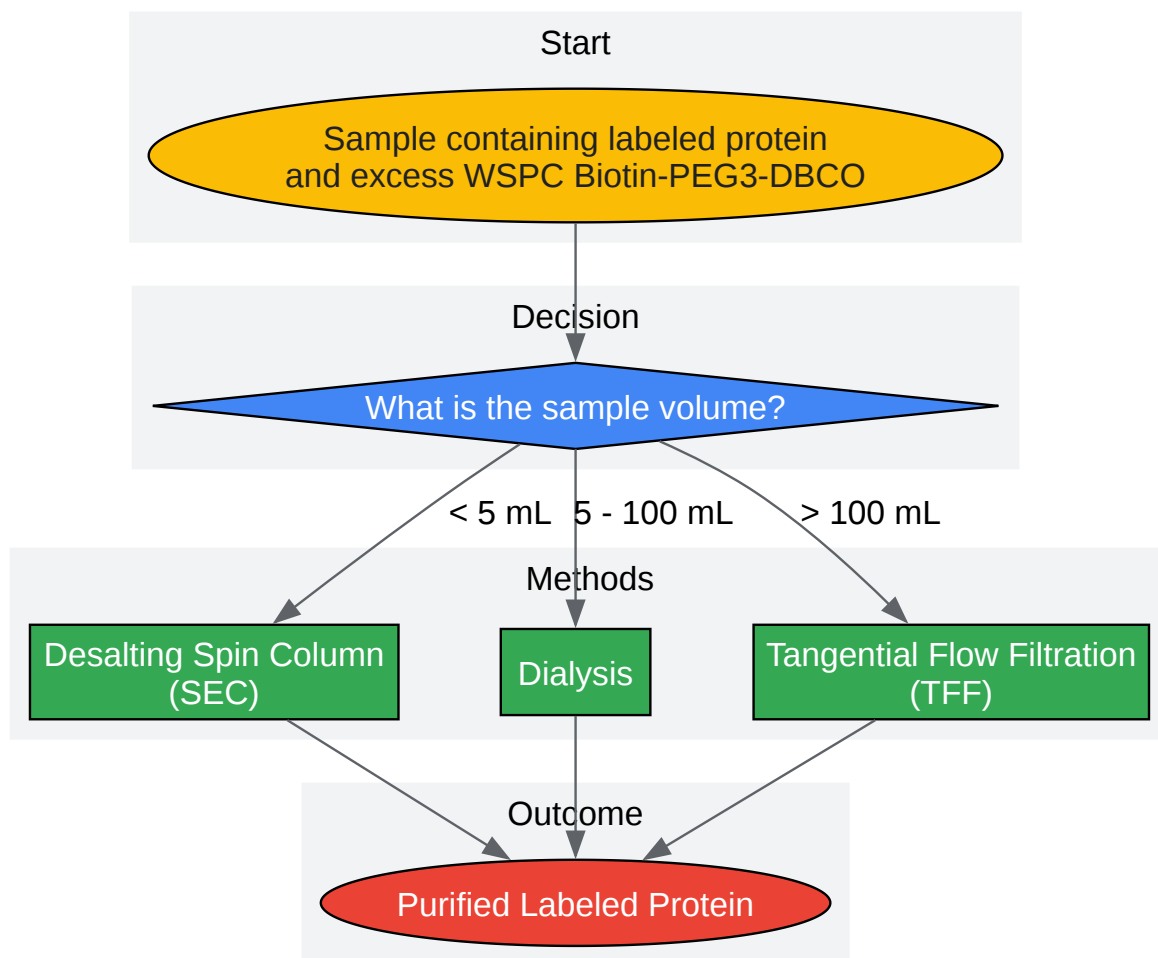 Start
Sample containing labeled protein
and excess WSPC Biotin-PEG3-DBCO
Decision
What is the sample volume?
< 5 mL
5 - 100 mL
> 100 mL
Methods
Desalting Spin Column
(SEC)
Dialysis
Tangential Flow Filtration
(TFF)
Outcome
Purified Labeled Protein